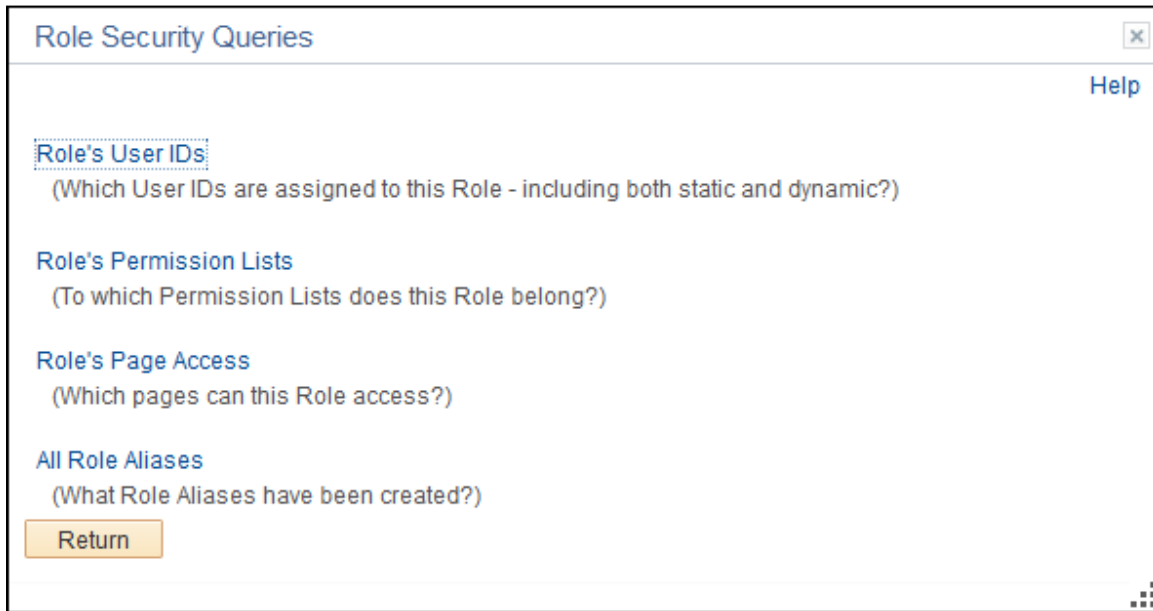 Role Security Queries
Help
Role's User IDs
(Which User IDs are assigned to this Role - including both static and dynamic?)
Role's Permission Lists
(To which Permission Lists does this Role belong?)
Role's Page Access
(Which pages can this Role access?)
All Role Aliases
(What Role Aliases have been created?)
Return